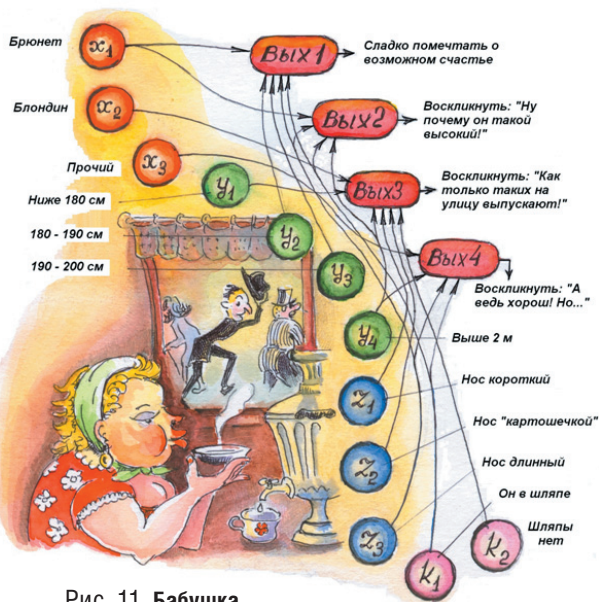 Брюнет
x1
Вых1
Сладко помечтать о
возможном счастье
Блондин
x2
Вых2
Воскликнуть: "Ну
почему он такой
высокий!"
Прочий
x3
Вых3
Воскликнуть: "Как
только таких на
улицу выпускают!"
Ниже 180 см
y1
180 - 190 см
y2
Вых4
190 - 200 см
y3
Воскликнуть: "А
ведь хорош! Но..."
y4
Выше 2 м
z1
Нос короткий
z2
Нос "картошечкой"
z3
Нос длинный
K1
Он в шляпе
K2
Шляпы
нет
Рис. 11. Бабушка